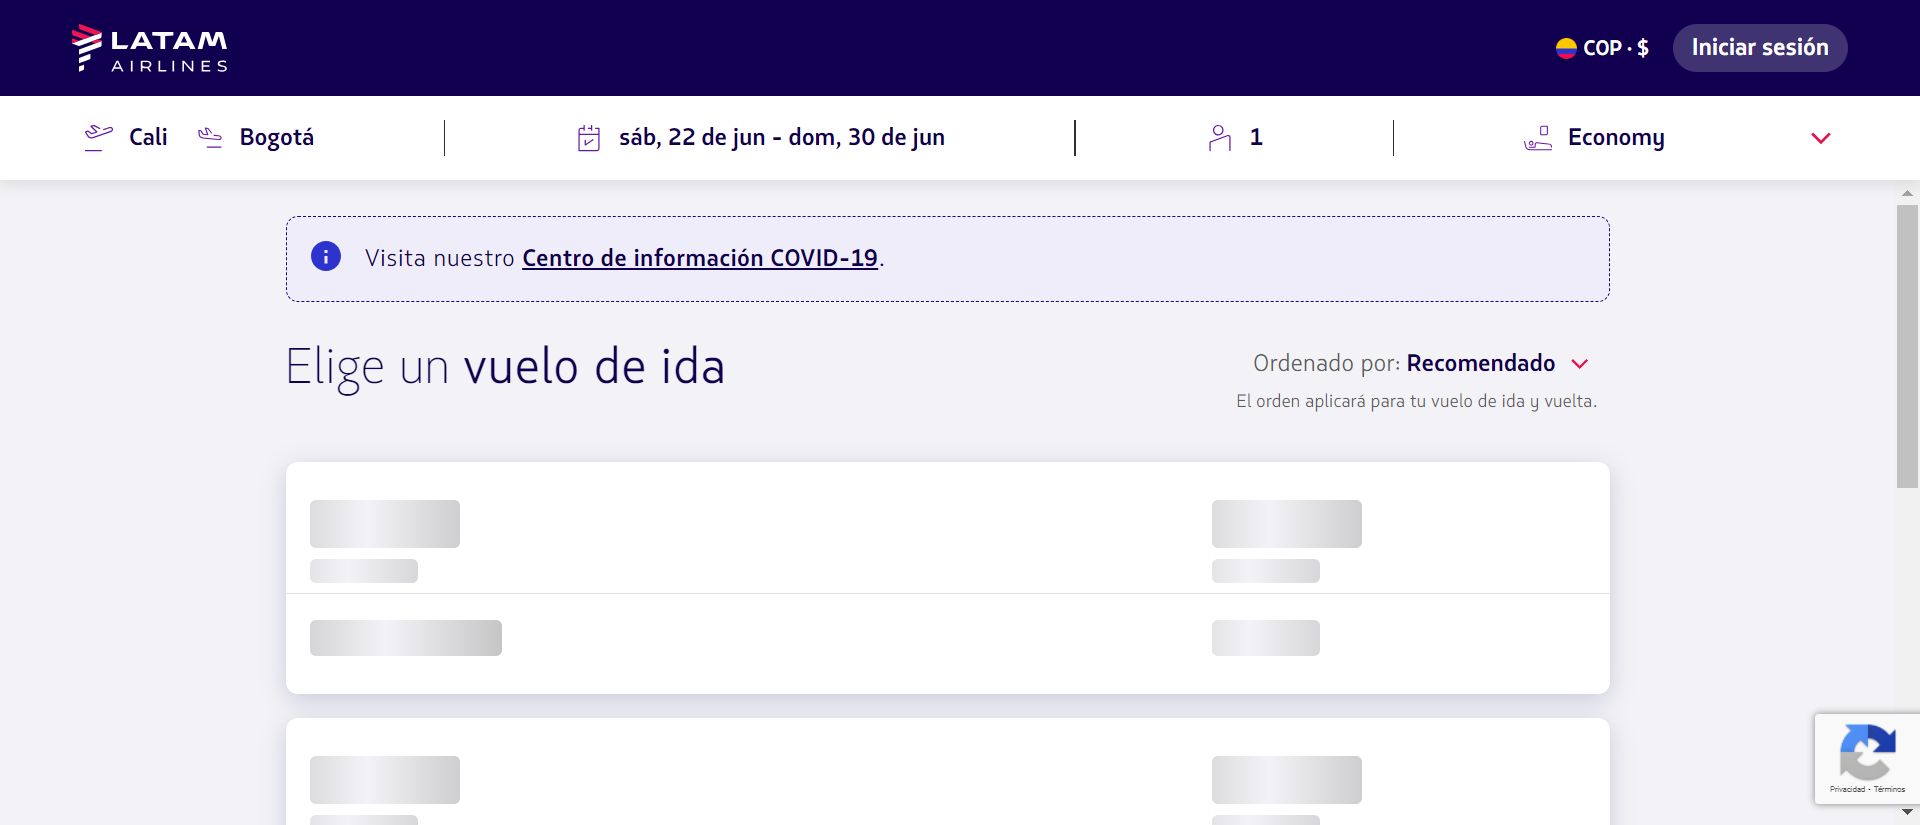 LATAM
AIRLINES
COP · $
Iniciar sesión
Cali
Bogotá
sáb, 22 de jun - dom, 30 de jun
1
Economy
Visita nuestro Centro de información COVID-19.
Elige un vuelo de ida
Ordenado por: Recomendado
El orden aplicará para tu vuelo de ida y vuelta.
Privacidad - Términos